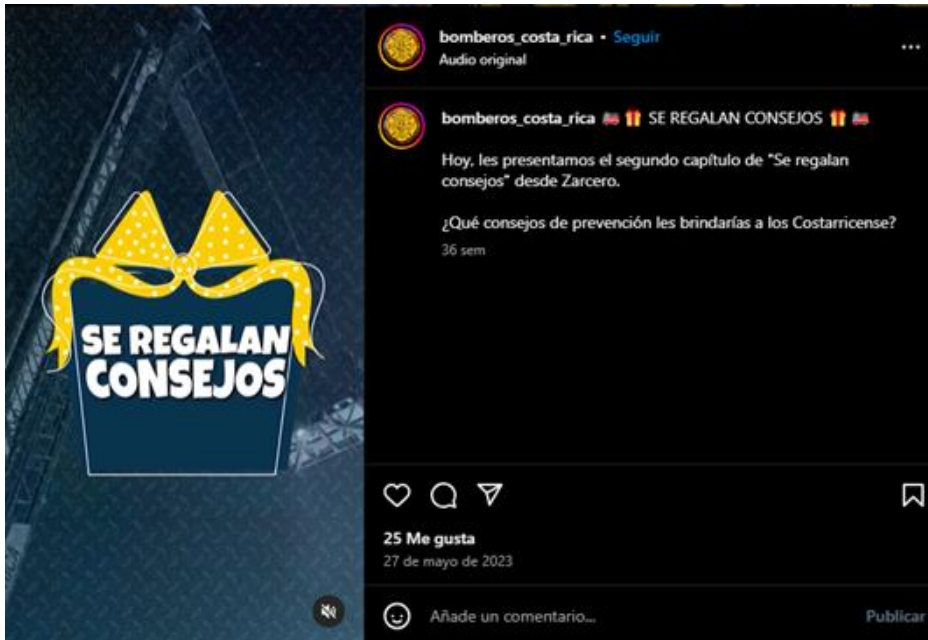 SE REGALAN
CONSEJOS
bomberos_costa_rica • Seguir
Audio original
bomberos_costa_rica 🚒 🎁 SE REGALAN CONSEJOS 🎁 🚒
Hoy, les presentamos el segundo capítulo de "Se regalan
consejos" desde Zarcero.
¿Qué consejos de prevención les brindarías a los Costarricense?
36 sem
25 Me gusta
27 de mayo de 2023
Añade un comentario...
Publicar